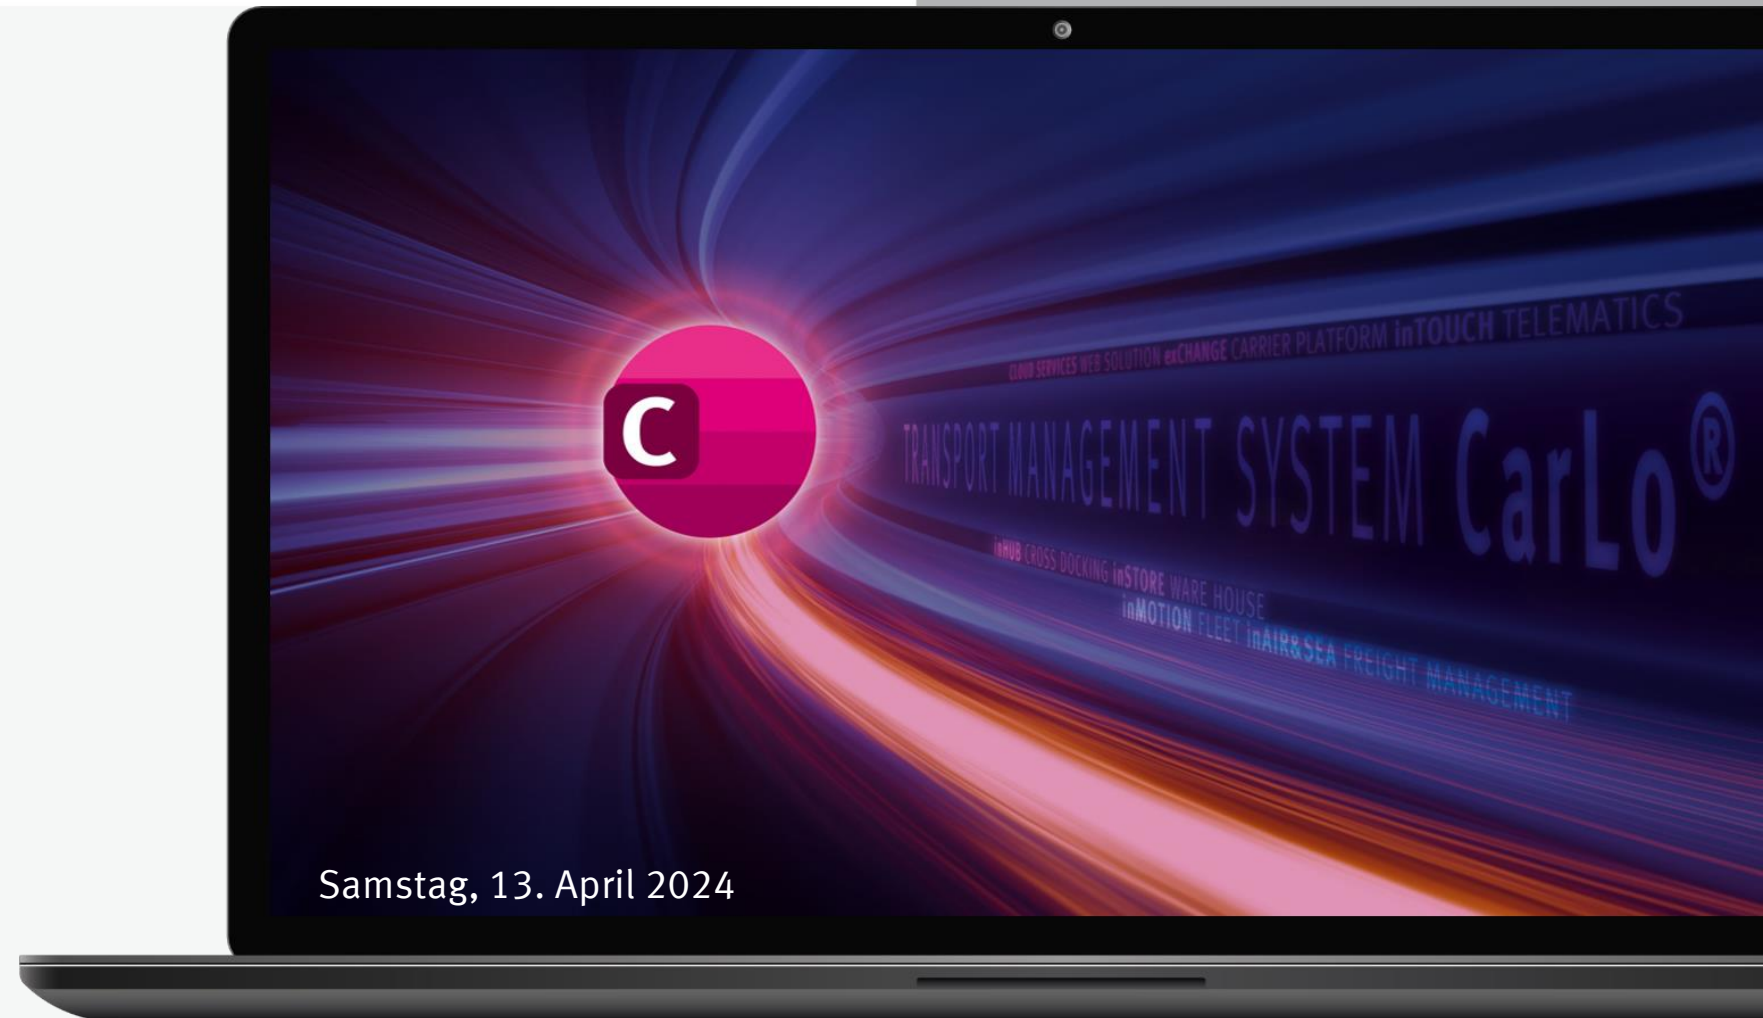 CLOUD SERVICES WEB SOLUTION exCHANGE CARRIER PLATFORM inTOUCH TELEMATICS
C
TRANSPORT MANAGEMENT SYSTEM CarLo®
inHUB CROSS DOCKING inSTORE WARE HOUSE
inMOTION FLEET inAIR&SEA FREIGHT MANAGEMENT
Samstag, 13. April 2024